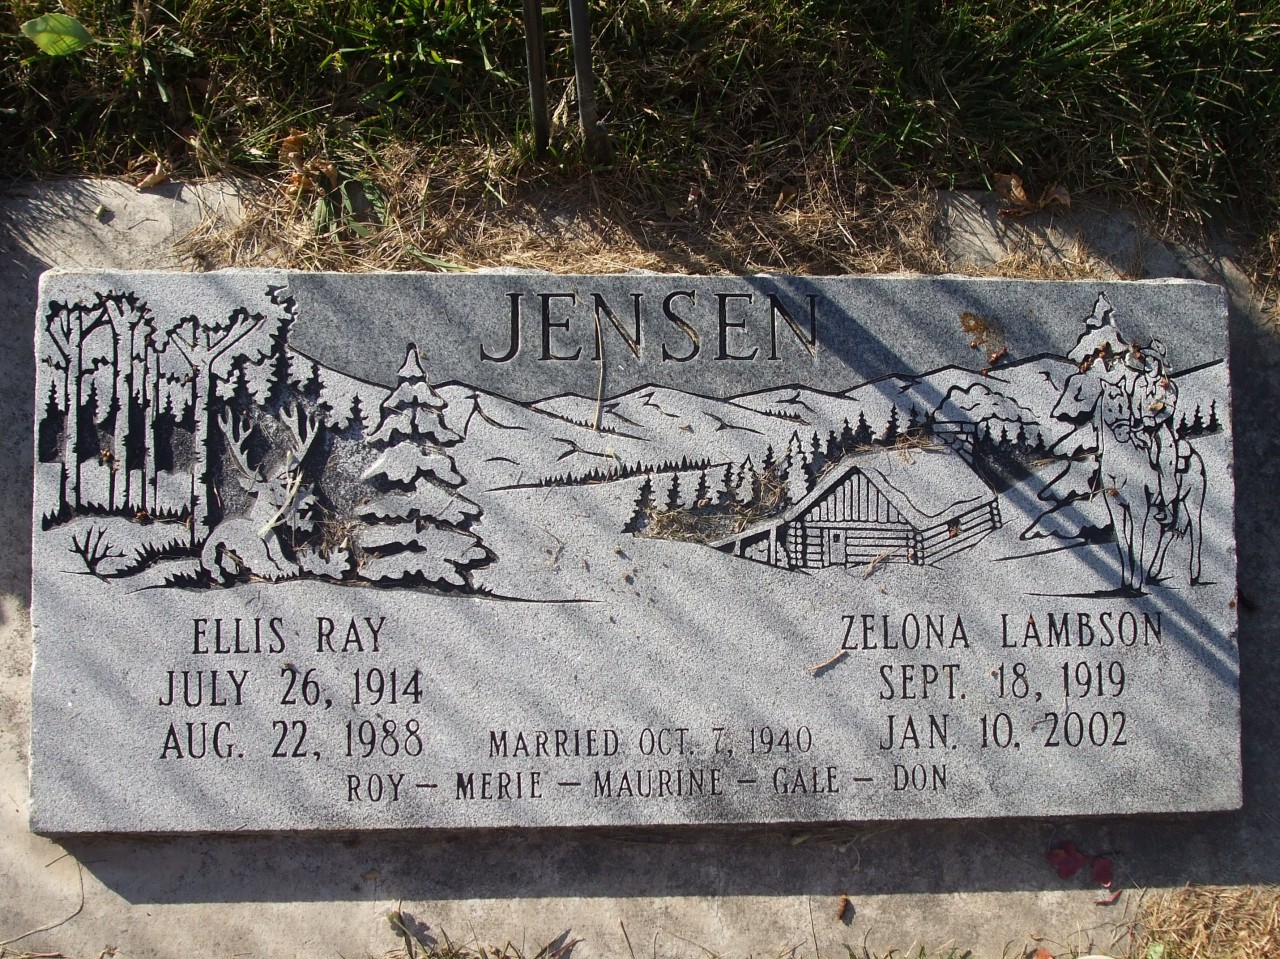 JENSEN
ELLIS RAY
JULY 26, 1914
AUG. 22, 1988
ZELONA LAMBSON
SEPT. 18, 1919
JAN. 10, 2002
MARRIED OCT. 7, 1940
ROY – MERIE – MAURINE – GALE – DON